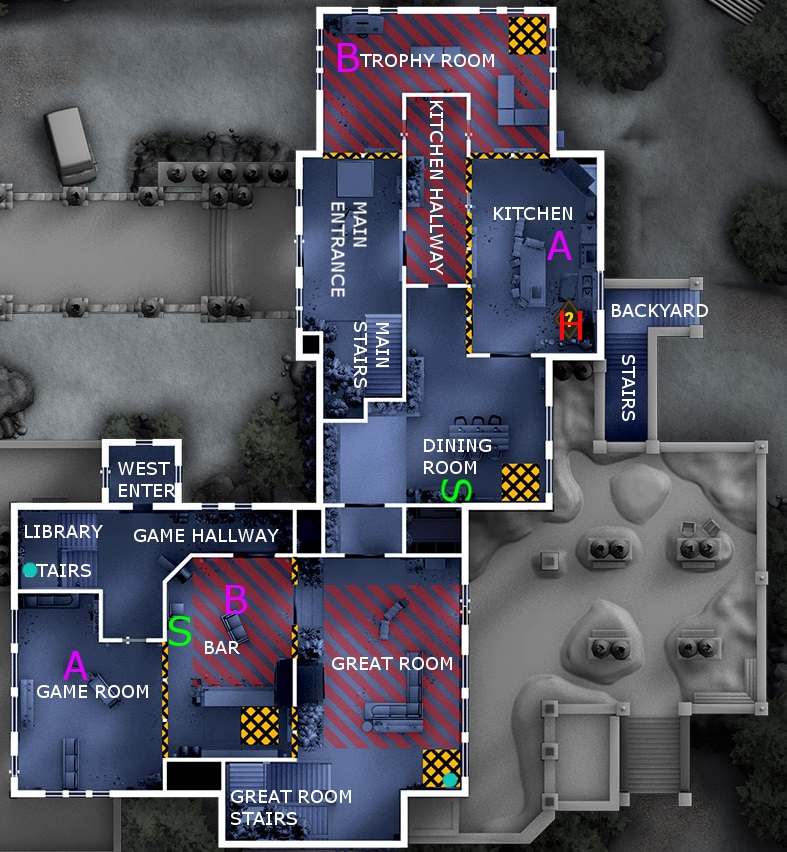 B
TROPHY ROOM
KITCHEN HALLWAY
MAIN
ENTRANCE
KITCHEN
A
?
H
BACKYARD
STAIRS
MAIN
STAIRS
DINING
ROOM
S
WEST
ENTER
LIBRARY
TAIRS
GAME HALLWAY
B
S
BAR
A
GAME ROOM
GREAT ROOM
GREAT ROOM
STAIRS